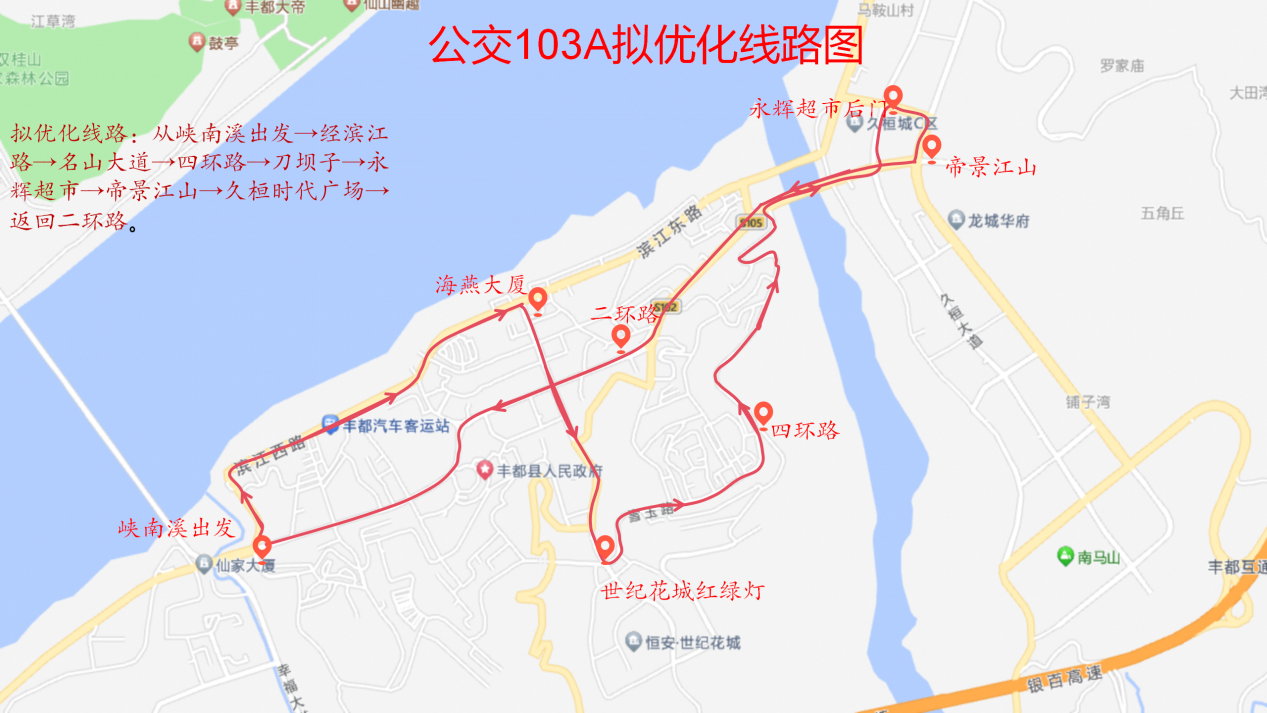 江草湾
丰都大帝
仙山幽趣
马鞍山村
鼓亭
公交103A拟优化线路图
双桂山
森林公园
罗家庙
大田湾
永辉超市后门
久桓城C区
拟优化线路：从峡南溪出发→经滨江
路→名山大道→四环路→刀坝子→永
辉超市→帝景江山→久桓时代广场→
返回二环路。
帝景江山
滨江东路
S105
龙城华府
五角丘
海燕大厦
二环路
S102
久桓大道
铺子湾
丰都汽车客运站
四环路
滨江西路
丰都县人民政府
雪玉路
峡南溪出发
仙家大厦
南马山
丰都互通
世纪花城红绿灯
恒安·世纪花城
幸福大
银百高速